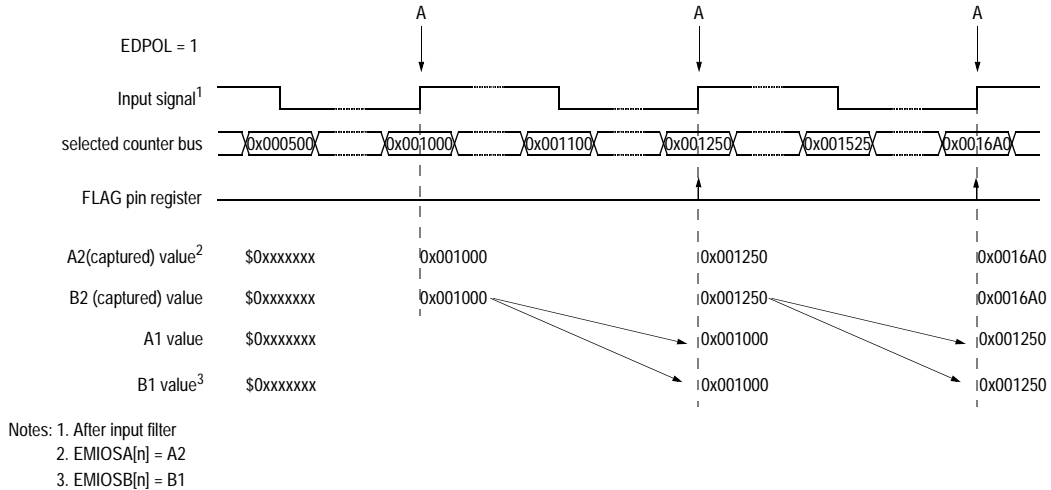 A A A
EDPOL = 1
Input signal1
selected counter bus 0x000500 0x001000 0x001100 0x001250 0x001525 0x0016A0
FLAG pin register
A2(captured) value2 $0xxxxxxx 0x001000 0x001250 0x0016A0
B2 (captured) value $0xxxxxxx 0x001000 0x001250 0x0016A0
A1 value $0xxxxxxx 0x001000 0x001250
B1 value3 $0xxxxxxx 0x001000 0x001250
Notes: 1. After input filter
2. EMIOSA[n] = A2
3. EMIOSB[n] = B1